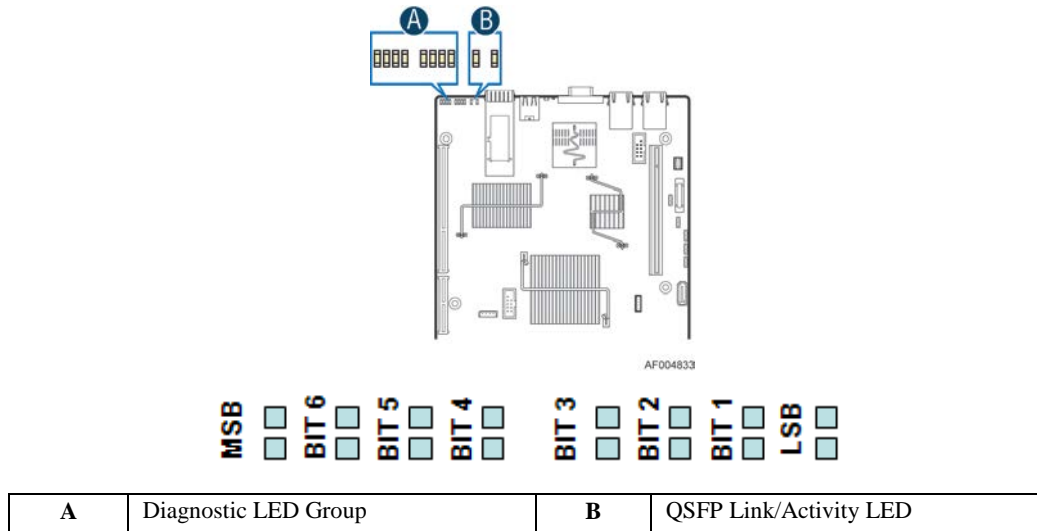 A B
AF004833
MSB BIT 6 BIT 5 BIT 4 BIT 3 BIT 2 BIT 1 LSB
A Diagnostic LED Group B QSFP Link/Activity LED